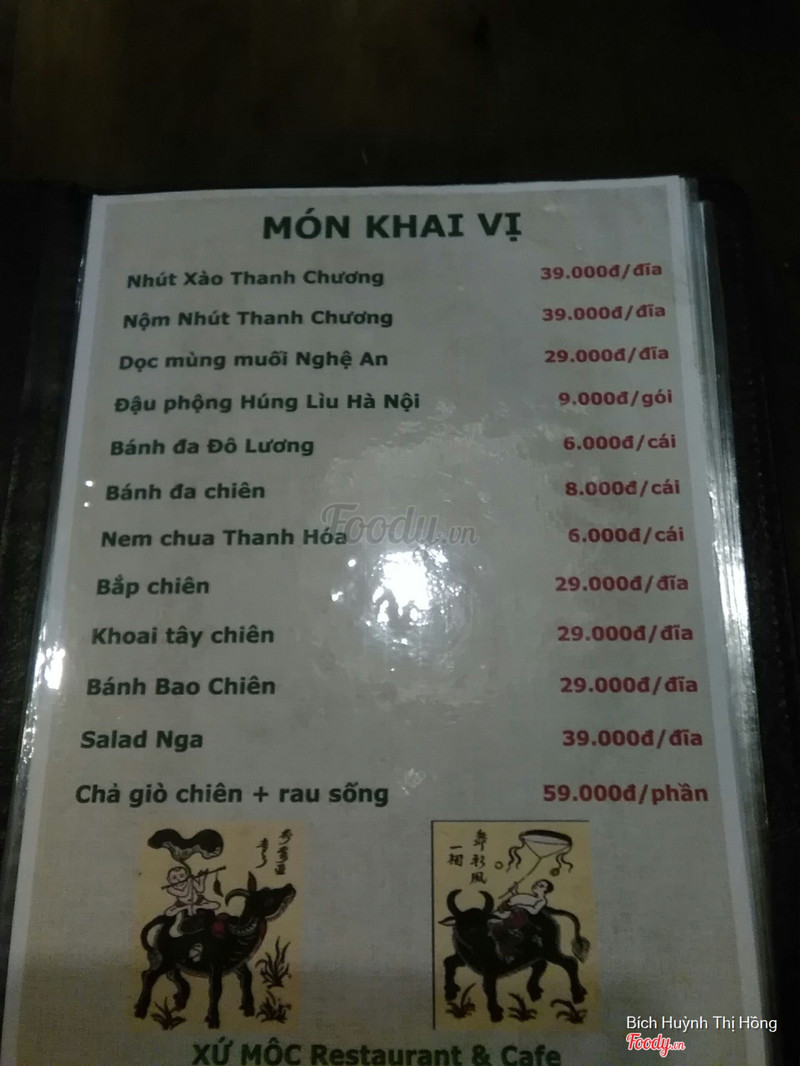 MÓN KHAI VỊ
Nhút Xào Thanh Chương 39.000đ/đĩa
Nộm Nhút Thanh Chương 39.000đ/đĩa
Dọc mùng muối Nghệ An 29.000đ/đĩa
Đậu phộng Húng Lìu Hà Nội 9.000đ/gói
Bánh đa Đô Lương 6.000đ/cái
Bánh đa chiên 8.000đ/cái
Foody.vn
Nem chua Thanh Hóa 6.000đ/cái
Bắp chiên 29.000đ/đĩa
Khoai tây chiên 29.000đ/đĩa
Bánh Bao Chiên 29.000đ/đĩa
Salad Nga 39.000đ/đĩa
Chả giò chiên + rau sống 59.000đ/phần
XỨ MỘC Restaurant & Cafe
Bích Huỳnh Thị Hồng
Foody.vn